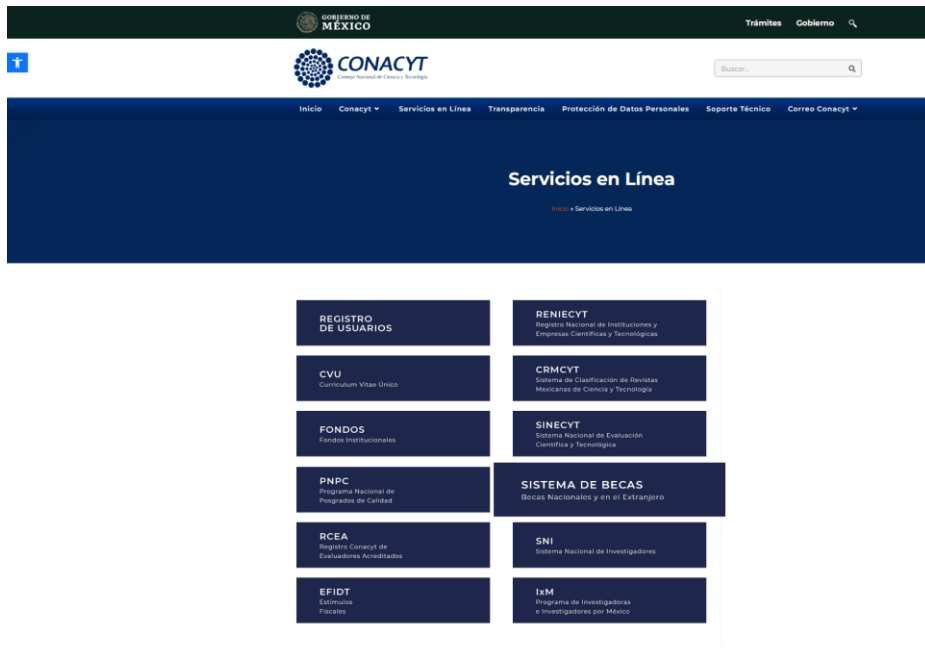 GOBIERNO DE
MÉXICO
Trámites Gobierno
CONACYT
Consejo Nacional de Ciencia y Tecnología
Buscar...
Inicio Conacyt Servicios en Línea Transparencia Protección de Datos Personales Soporte Técnico Correo Conacyt
Servicios en Línea
Inicio » Servicios en Línea
REGISTRO
DE USUARIOS
RENIECYT
Registro Nacional de Instituciones y
Empresas Científicas y Tecnológicas
CVU
Curriculum Vitae Único
CRMCYT
Sistema de Clasificación de Revistas
Mexicanas de Ciencia y Tecnología
FONDOS
Fondos Institucionales
SINECYT
Sistema Nacional de Evaluación
Científica y Tecnológica
PNPC
Programa Nacional de
Posgrados de Calidad
SISTEMA DE BECAS
Becas Nacionales y en el Extranjero
RCEA
Registro Conacyt de
Evaluadores Acreditados
SNI
Sistema Nacional de Investigadores
EFIDT
Estímulos
Fiscales
IxM
Programa de Investigadoras
e Investigadores por México